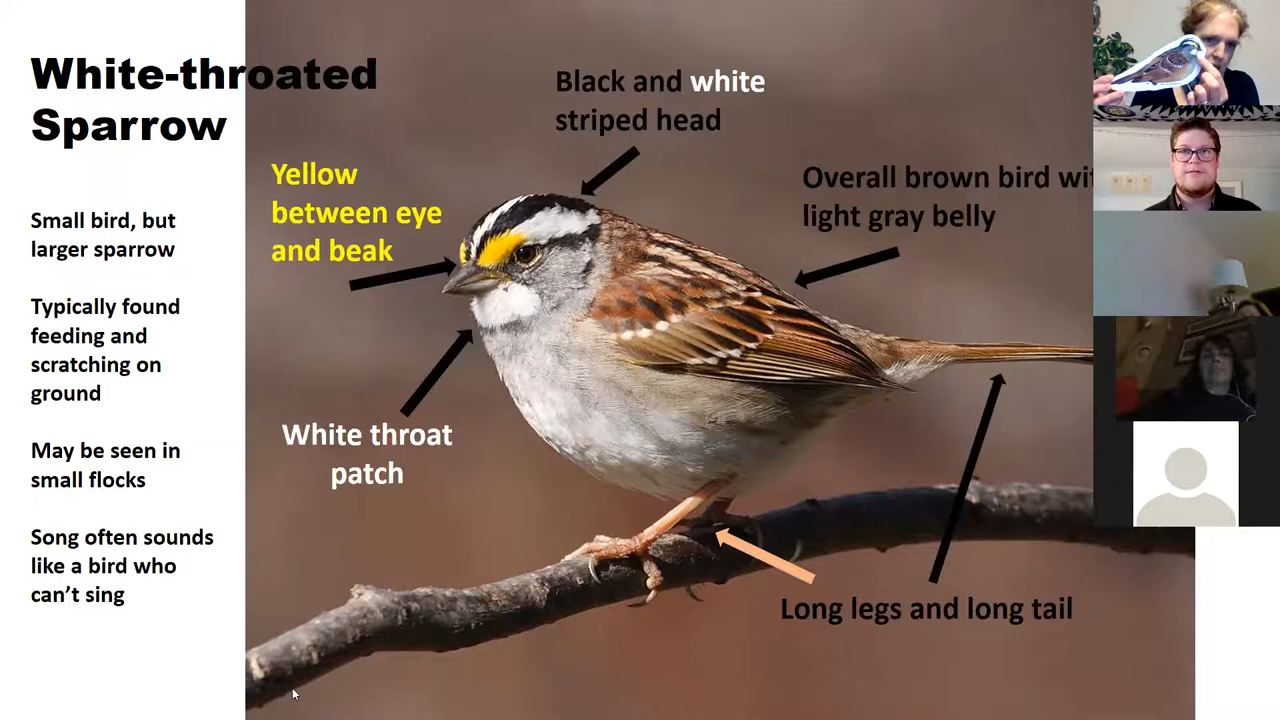 White-throated
Sparrow
Small bird, but
larger sparrow
Typically found
feeding and
scratching on
ground
May be seen in
small flocks
Song often sounds
like a bird who
can't sing
Black and white
striped head
Yellow
between eye
and beak
Overall brown bird
light gray belly
White throat
patch
Long legs and long tail